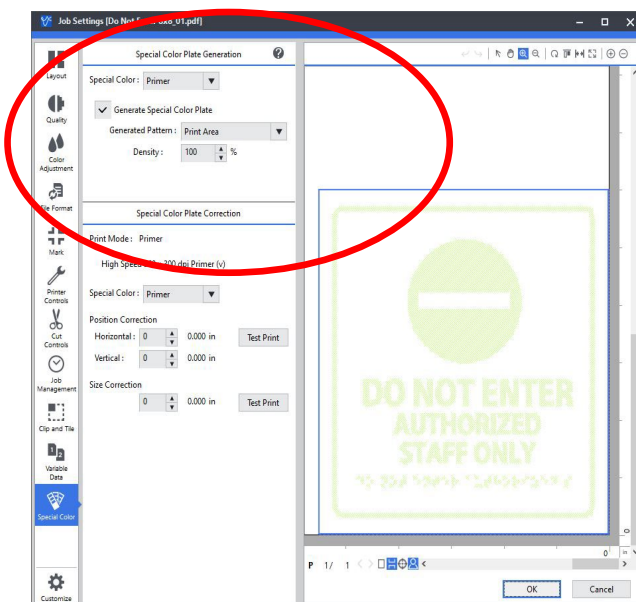 Job Settings [Do Not 8x8_01.pdf]
Special Color Plate Generation
?
Layout
Special Color : Primer
Quality
Generate Special Color Plate
Generated Pattern : Print Area
Density : 100 %
Color
Adjustment
File Format
Special Color Plate Correction
Mark
Print Mode : Primer
High Speed dpi Primer (v)
Printer
Controls
Special Color : Primer
Cut
Controls
Position Correction
Horizontal : 0 0.000 in Test Print
Vertical : 0 0.000 in
Job
Management
Size Correction
0 0.000 in Test Print
Clip and Tile
Variable
Data
Special Color
Customize
DO NOT ENTER
AUTHORIZED
STAFF ONLY
0
0 in
P 1/ 1
OK Cancel